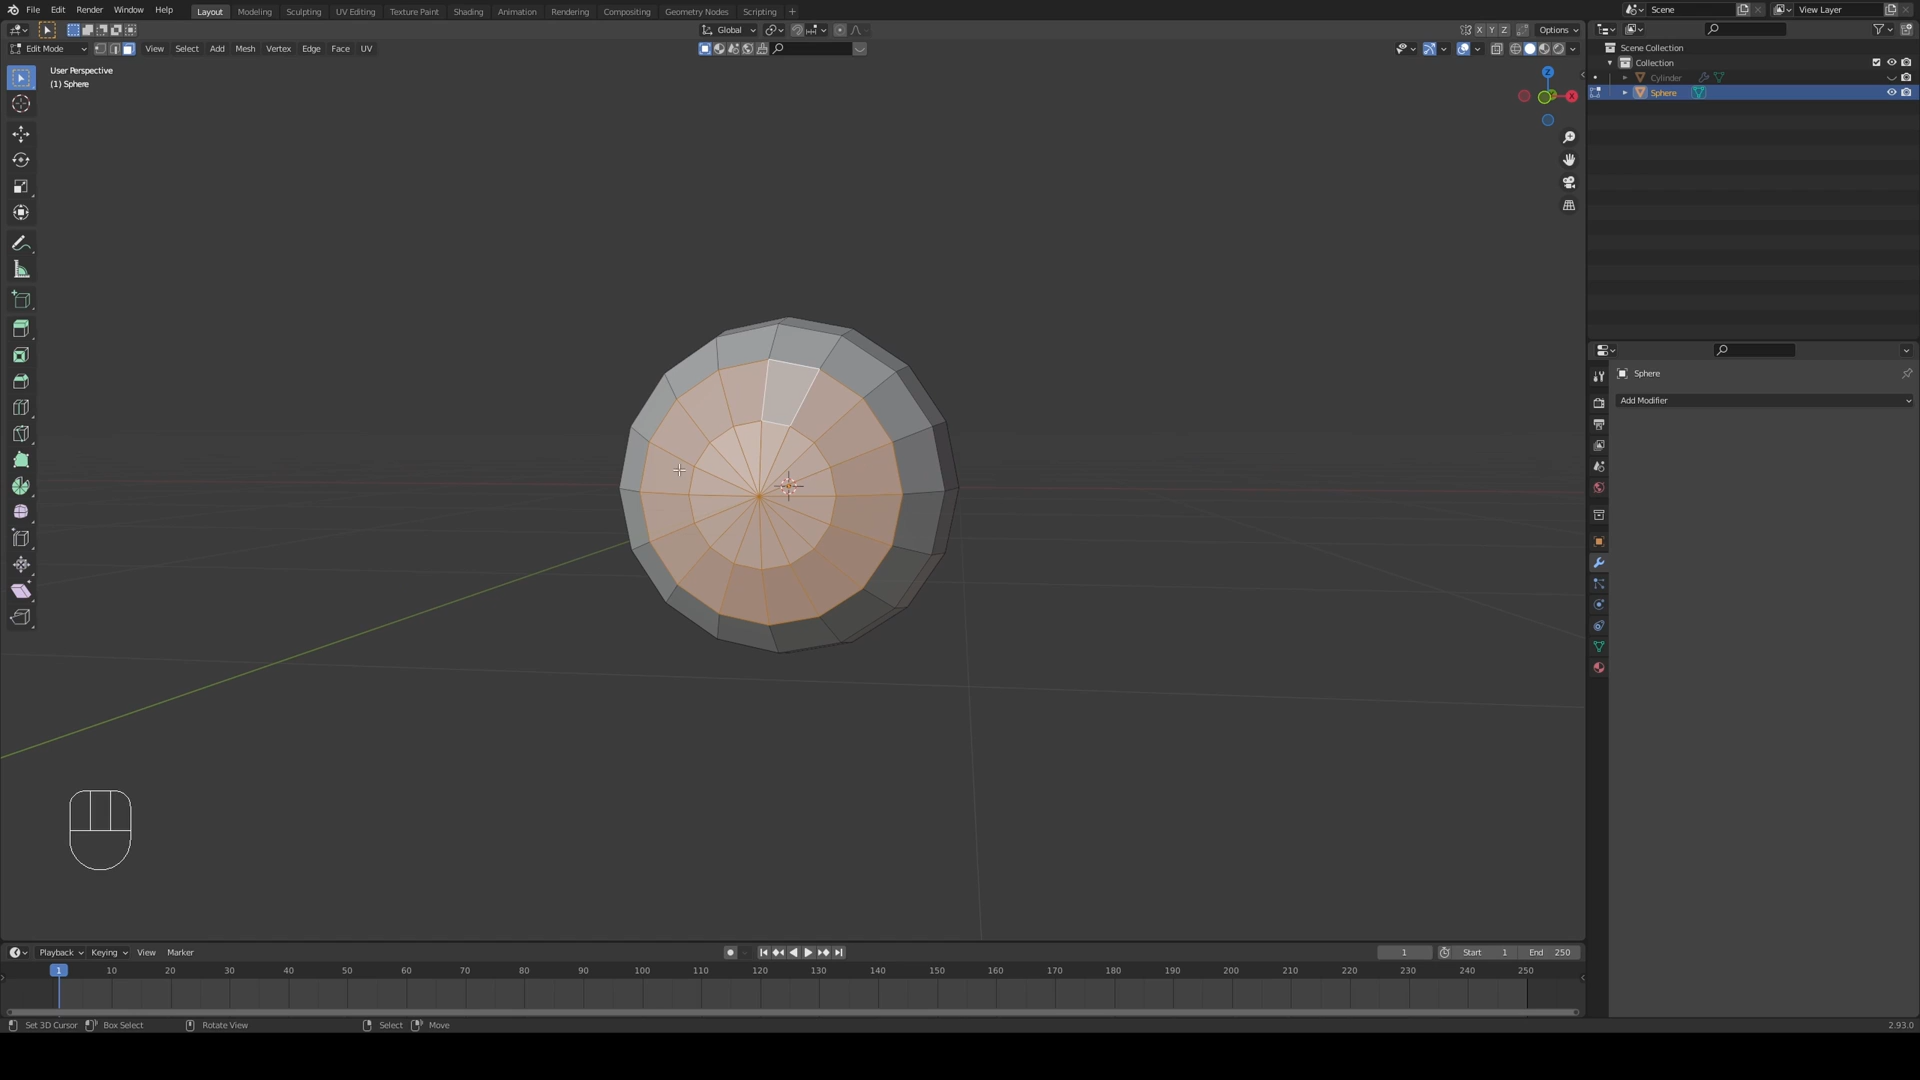 File Edit Render Window Help Layout Modeling Sculpting UV Editing Texture Paint Shading Animation Rendering Compositing Geometry Nodes Scripting + Scene View Layer
Global X Y Z Options
Edit Mode View Select Add Mesh Vertex Edge Face UV
Scene Collection
Collection
Cylinder
Sphere
User Perspective
(1) Sphere
Z
X
Sphere
Add Modifier
Playback Keying View Marker 1 Start 1 End 250
1 10 20 30 40 50 60 70 80 90 100 110 120 130 140 150 160 170 180 190 200 210 220 230 240 250
Set 3D Cursor Box Select Rotate View Select Move 2.93.0